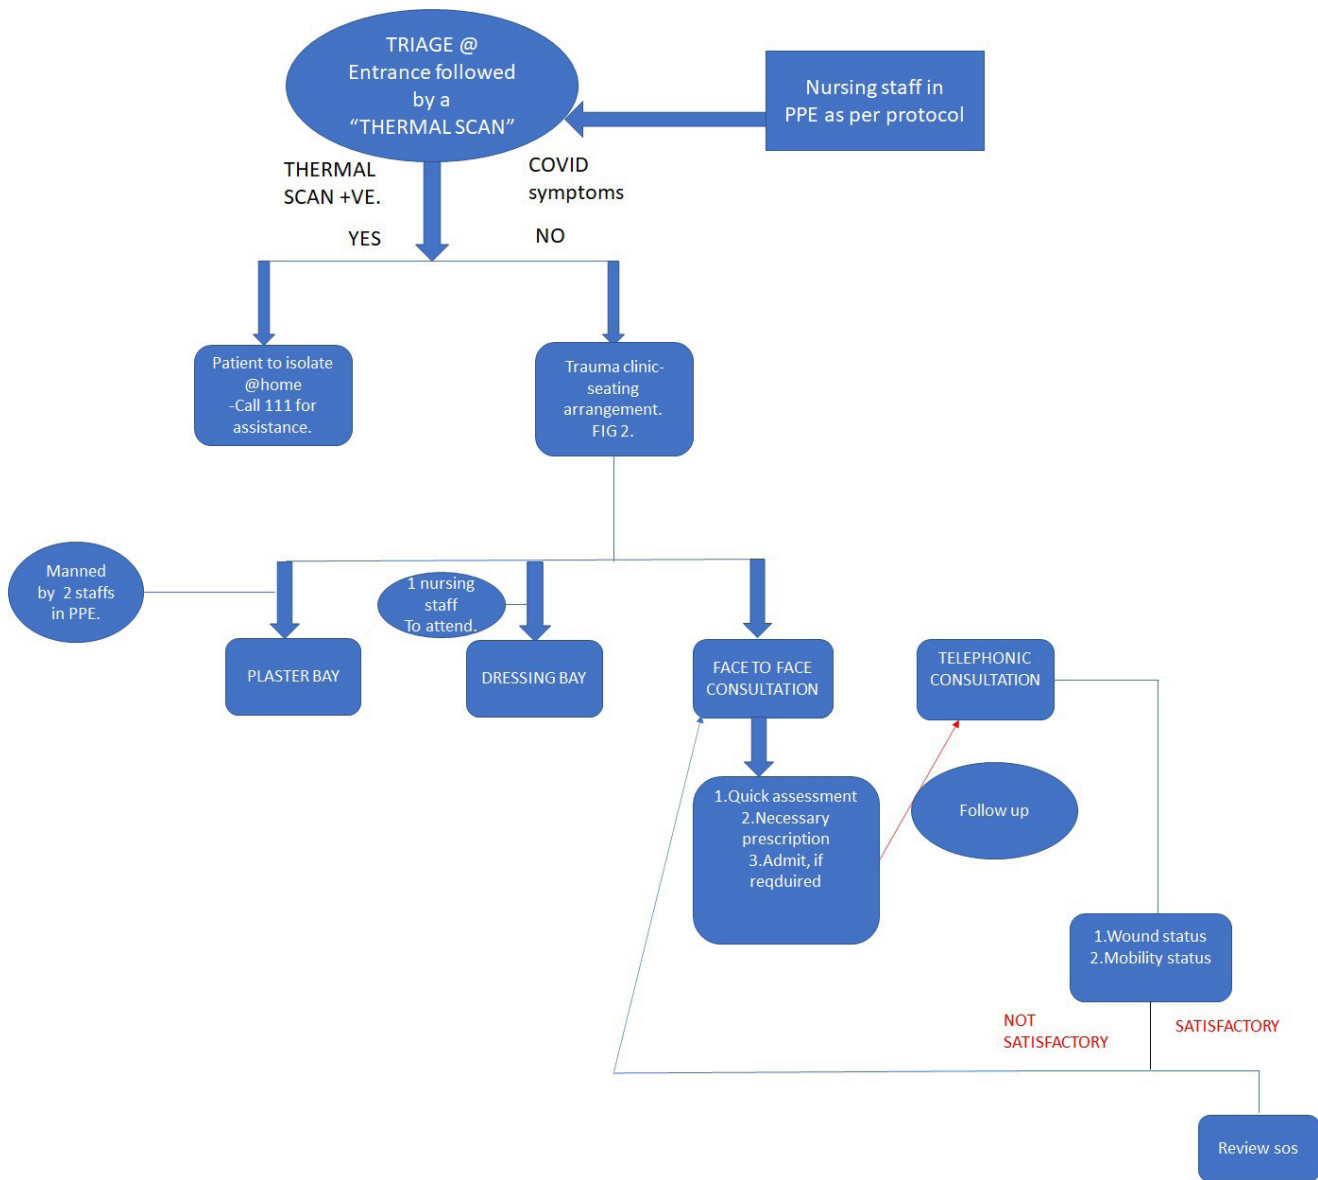 TRIAGE @
Entrance followed
by a
“THERMAL SCAN”
Nursing staff in
PPE as per protocol
THERMAL
SCAN +VE.
COVID
symptoms
YES
NO
Patient to isolate
@home
-Call 111 for
assistance.
Trauma clinic-
seating
arrangement.
FIG 2.
Manned
by 2 staffs
in PPE.
1 nursing
staff
To attend.
PLASTER BAY
DRESSING BAY
FACE TO FACE
CONSULTATION
TELEPHONIC
CONSULTATION
1.Quick assessment
2.Necessary
prescription
3.Admit, if
reqduired
Follow up
1.Wound status
2.Mobility status
NOT
SATISFACTORY
SATISFACTORY
Review sos